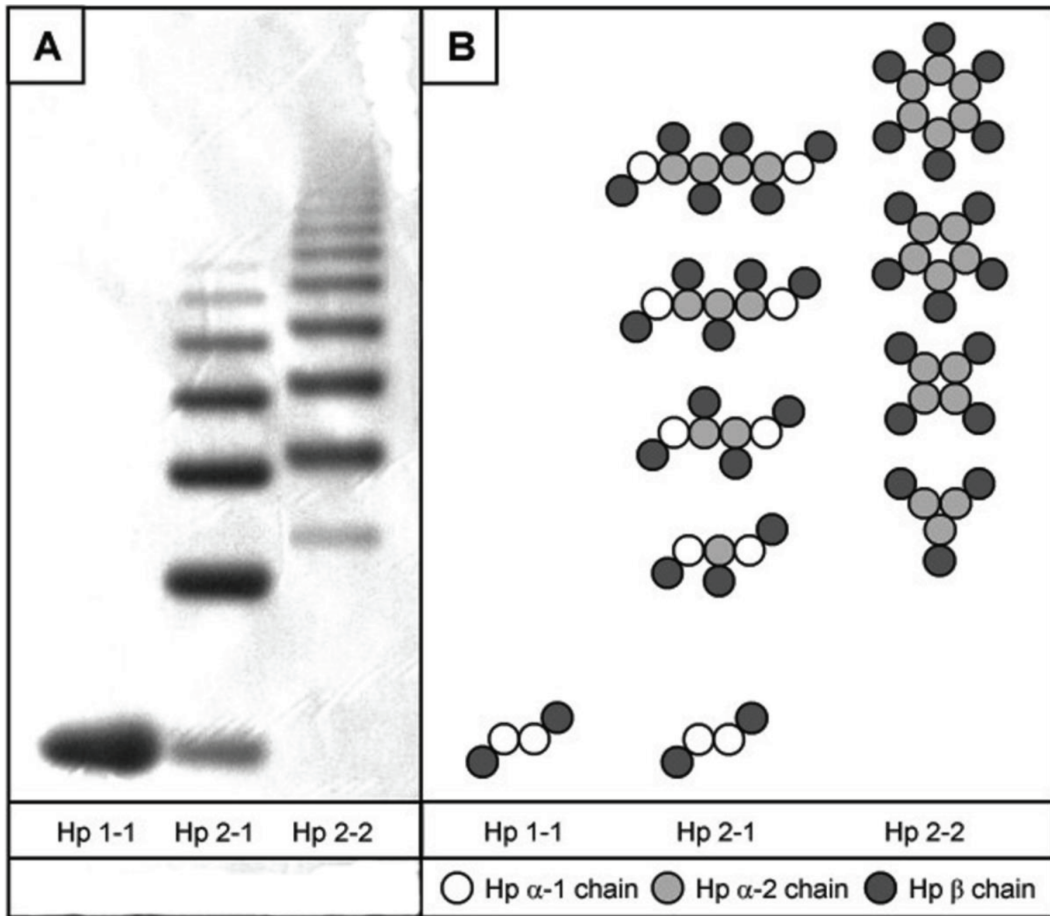 A
B
Hp 1-1 Hp 2-1 Hp 2-2
Hp 1-1 Hp 2-1 Hp 2-2
Hp α-1 chain Hp α-2 chain Hp β chain